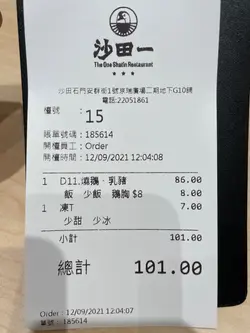 沙田一
The One Shatin Restaurant
沙田石門安群街1號京瑞廣場二期地下G10鋪
電話:22051861
檯號 :
15
賬單號碼 : 185614
開檯員工 : Order
開檯時間 : 12/09/2021 12:04:08
1 D11.燒鵝、乳豬 86.00
飯 少飯 鵝胸 $8 8.00
1 凍T 7.00
少甜 少冰
小計 101.00
總計 101.00
Order 12/09/2021 12:04:07
單號 : 185614